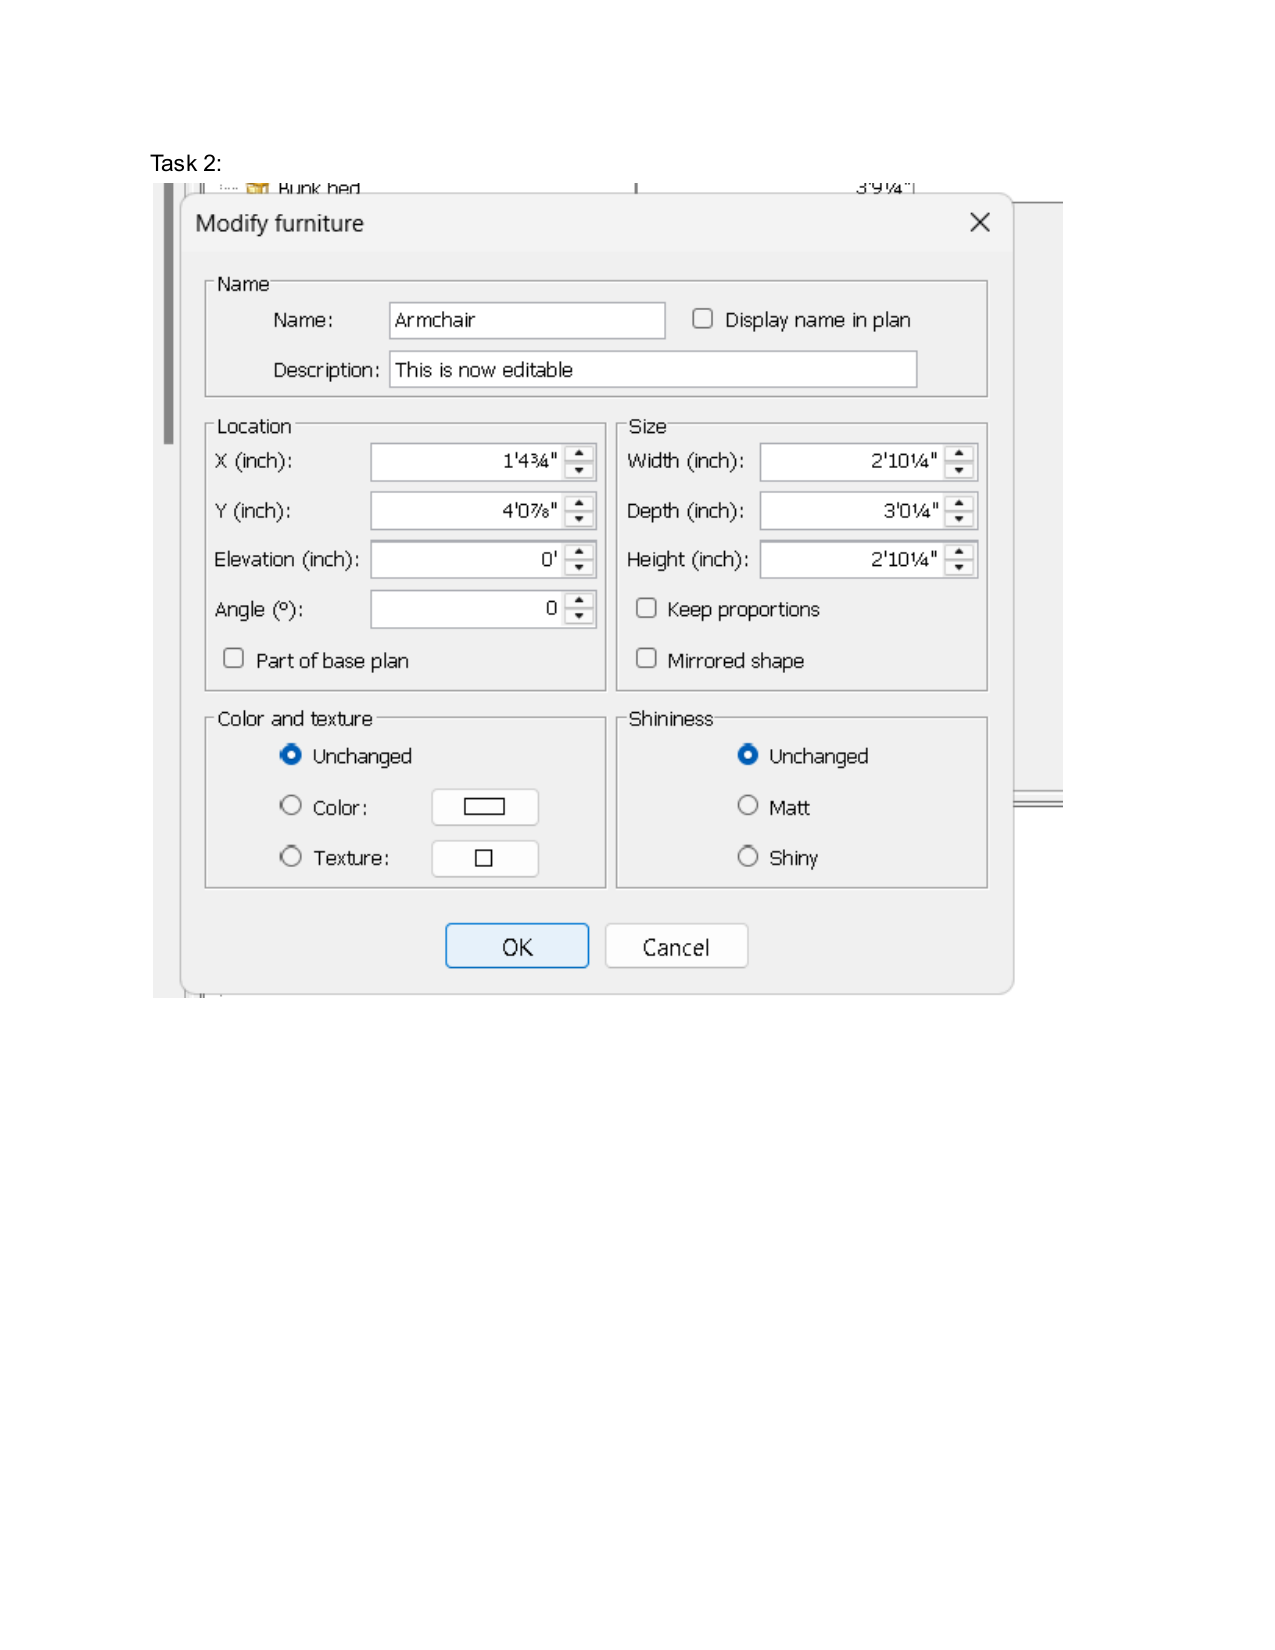 Task 2:
Bunk bed 3'9¼"
Modify furniture
Name
Name: Armchair Display name in plan
Description: This is now editable
Location
X (inch): 1'4¾"
Y (inch): 4'0⅞"
Elevation (inch): 0'
Angle (º): 0
Part of base plan
Size
Width (inch): 2'10¼"
Depth (inch): 3'0¼"
Height (inch): 2'10¼"
Keep proportions
Mirrored shape
Color and texture
Unchanged
Color:
Texture:
Shininess
Unchanged
Matt
Shiny
OK Cancel